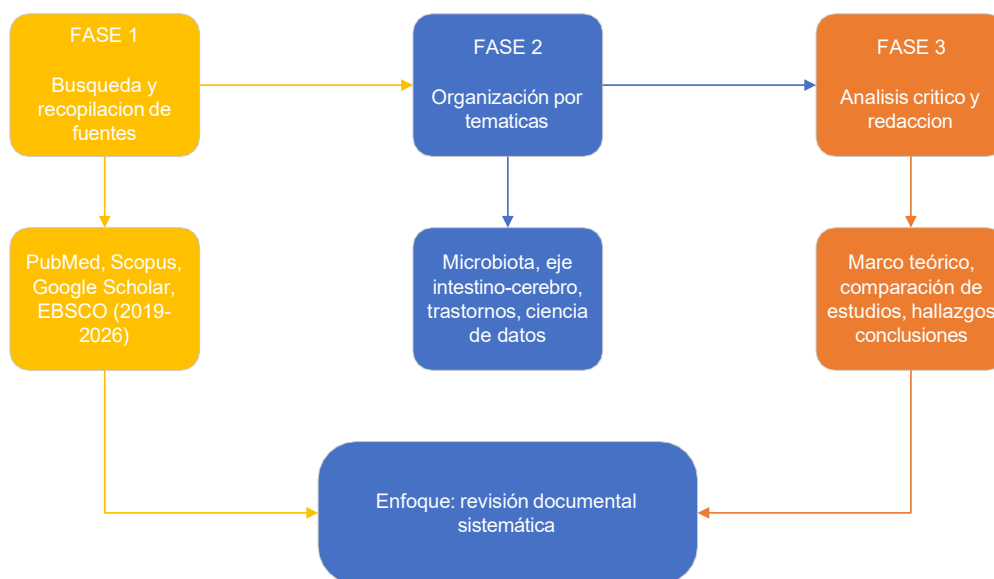 FASE 1
Busqueda y
recopilacion de
fuentes
FASE 2
Organización por
tematicas
FASE 3
Analisis critico y
redaccion
PubMed, Scopus,
Google Scholar,
EBSCO (2019-
2026)
Microbiota, eje
intestino-cerebro,
trastornos, ciencia
de datos
Marco teórico,
comparación de
estudios, hallazgos
conclusiones
Enfoque: revisión documental
sistemática